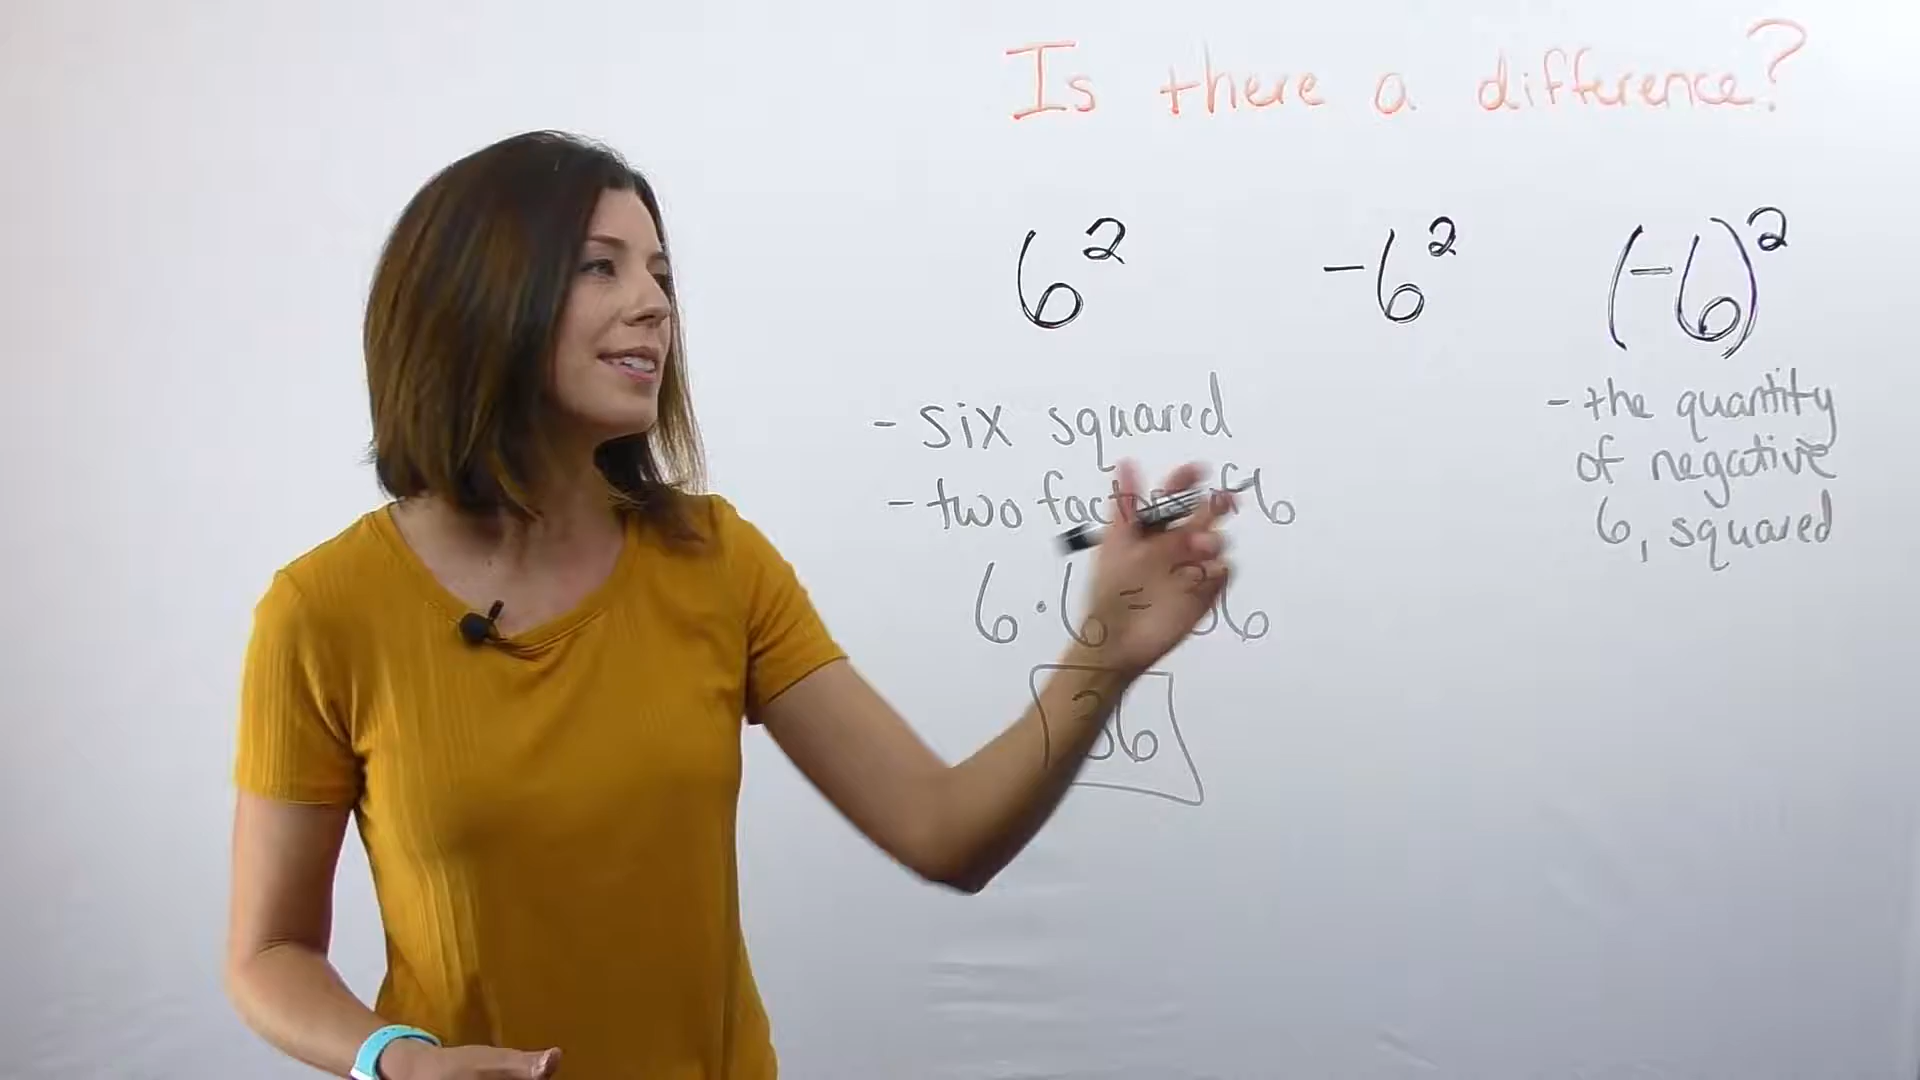 Is there a difference?
6² -6² (-6)²
- six squared
- two factors of 6
6 · 6 = 36
36
- the quantity
of negative
6, squared